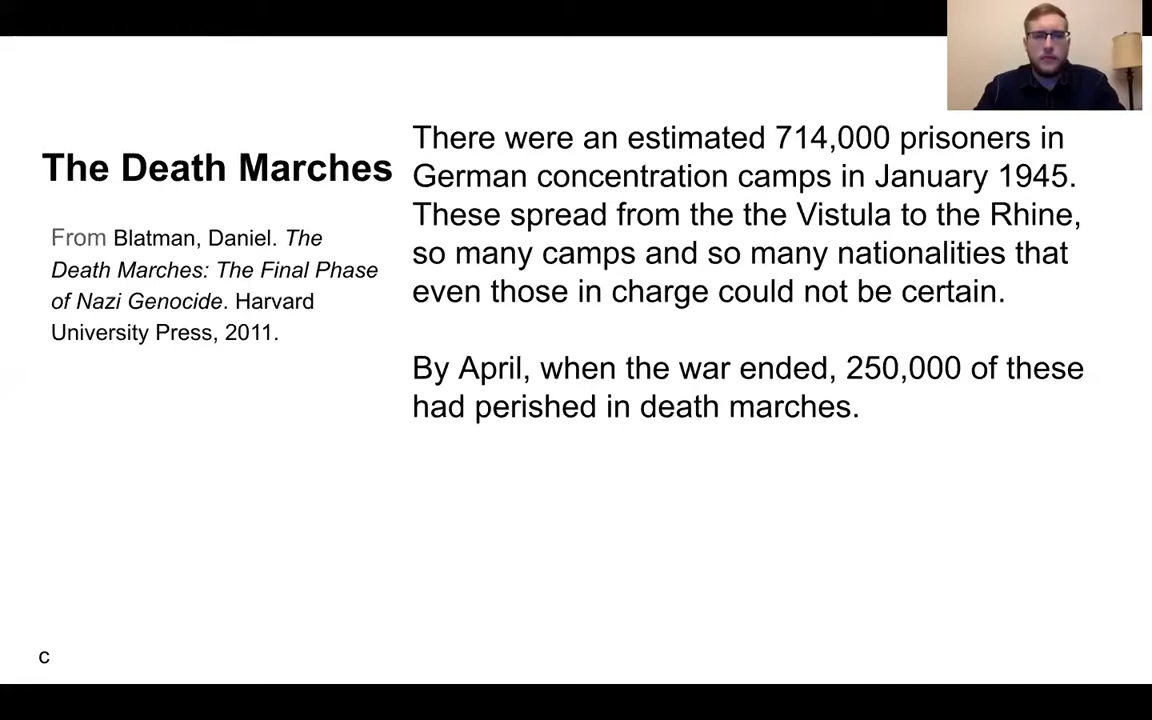 The Death Marches
From Blatman, Daniel. The
Death Marches: The Final Phase
of Nazi Genocide. Harvard
University Press, 2011.
There were an estimated 714,000 prisoners in
German concentration camps in January 1945.
These spread from the the Vistula to the Rhine,
so many camps and so many nationalities that
even those in charge could not be certain.
By April, when the war ended, 250,000 of these
had perished in death marches.
c